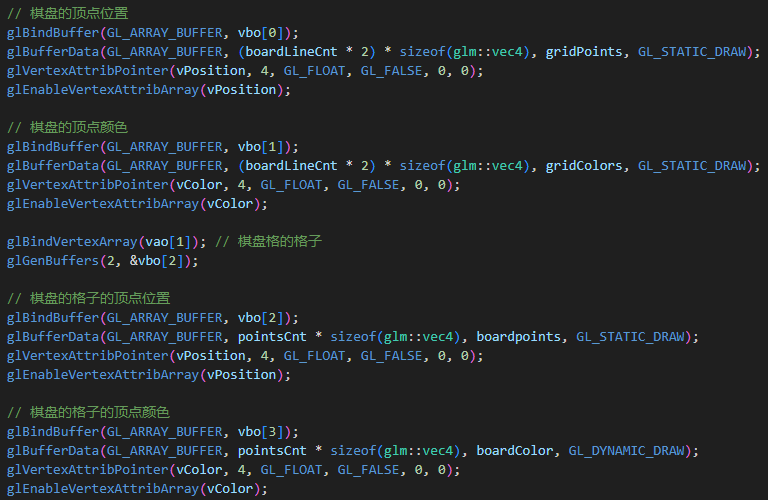 // 棋盘的顶点位置
glBindBuffer(GL_ARRAY_BUFFER, vbo[0]);
glBufferData(GL_ARRAY_BUFFER, (boardLineCnt * 2) * sizeof(glm::vec4), gridPoints, GL_STATIC_DRAW);
glVertexAttribPointer(vPosition, 4, GL_FLOAT, GL_FALSE, 0, 0);
glEnableVertexAttribArray(vPosition);
// 棋盘的顶点颜色
glBindBuffer(GL_ARRAY_BUFFER, vbo[1]);
glBufferData(GL_ARRAY_BUFFER, (boardLineCnt * 2) * sizeof(glm::vec4), gridColors, GL_STATIC_DRAW);
glVertexAttribPointer(vColor, 4, GL_FLOAT, GL_FALSE, 0, 0);
glEnableVertexAttribArray(vColor);
glBindVertexArray(vao[1]); // 棋盘格的格子
glGenBuffers(2, &vbo[2]);
// 棋盘的格子的顶点位置
glBindBuffer(GL_ARRAY_BUFFER, vbo[2]);
glBufferData(GL_ARRAY_BUFFER, pointsCnt * sizeof(glm::vec4), boardpoints, GL_STATIC_DRAW);
glVertexAttribPointer(vPosition, 4, GL_FLOAT, GL_FALSE, 0, 0);
glEnableVertexAttribArray(vPosition);
// 棋盘的格子的顶点颜色
glBindBuffer(GL_ARRAY_BUFFER, vbo[3]);
glBufferData(GL_ARRAY_BUFFER, pointsCnt * sizeof(glm::vec4), boardColor, GL_DYNAMIC_DRAW);
glVertexAttribPointer(vColor, 4, GL_FLOAT, GL_FALSE, 0, 0);
glEnableVertexAttribArray(vColor);